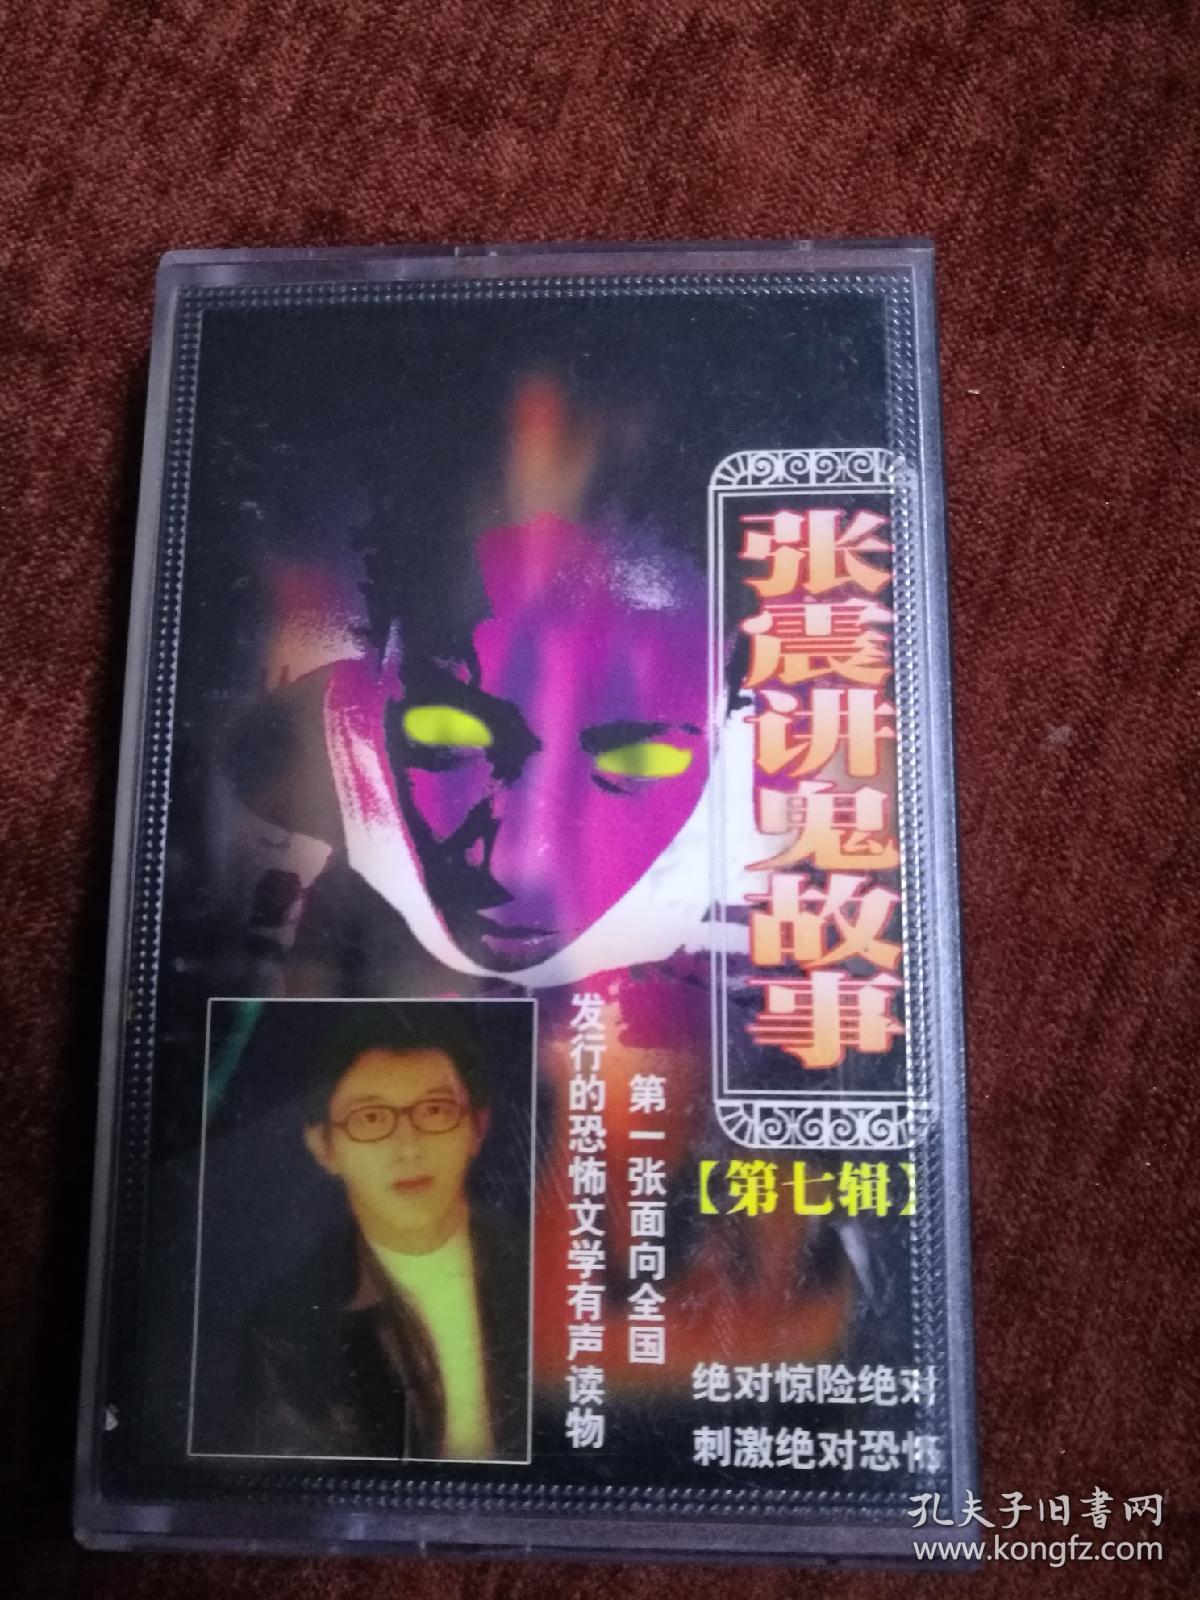 张震讲鬼故事
【第七辑】
第一张面向全国
发行的恐怖文学有声读物
绝对惊险绝对
刺激绝对恐怖
孔夫子旧书网
www.kongfz.com